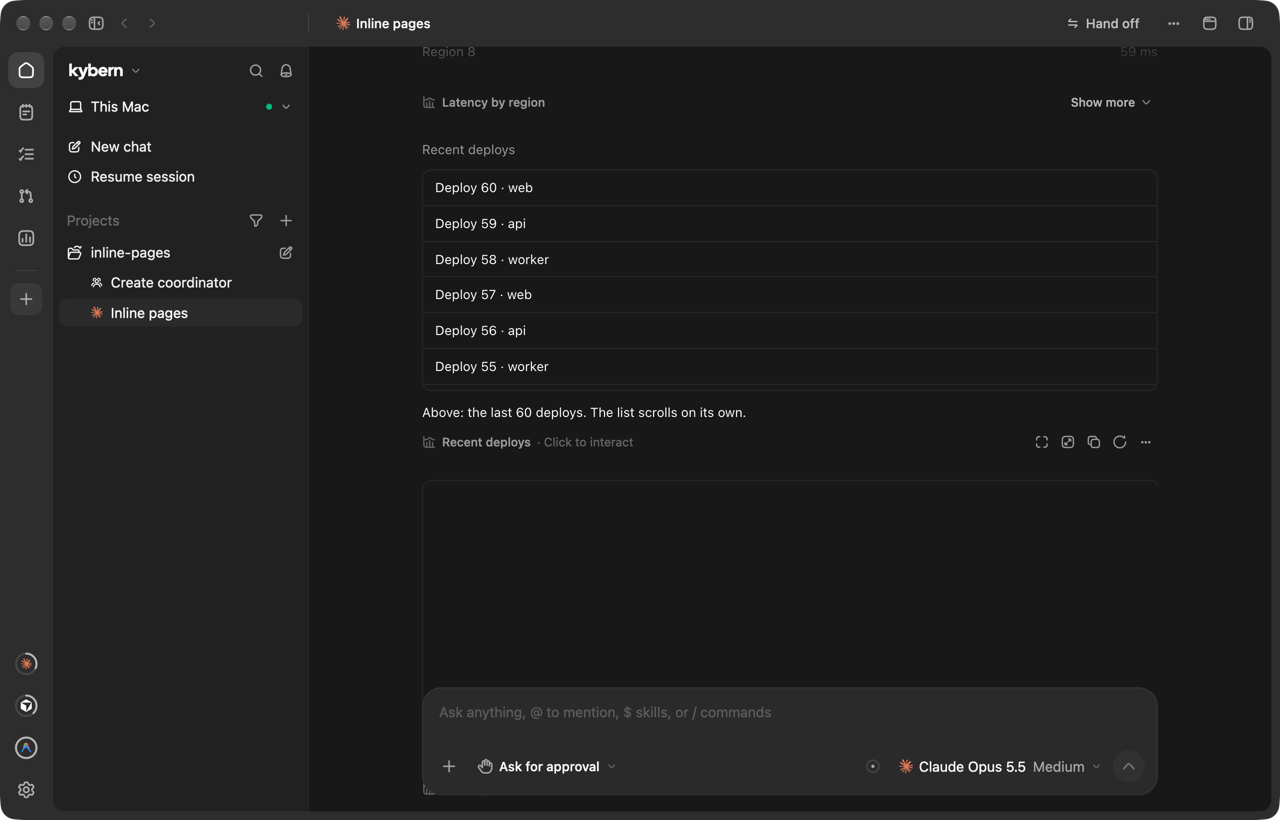 Inline pages
Hand off
kybern
This Mac
New chat
Resume session
Projects
inline-pages
Create coordinator
Inline pages
Region 8
59 ms
Latency by region
Show more
Recent deploys
Deploy 60 · web
Deploy 59 · api
Deploy 58 · worker
Deploy 57 · web
Deploy 56 · api
Deploy 55 · worker
Above: the last 60 deploys. The list scrolls on its own.
Recent deploys · Click to interact
Ask anything, @ to mention, $ skills, or / commands
Ask for approval
Claude Opus 5.5 Medium